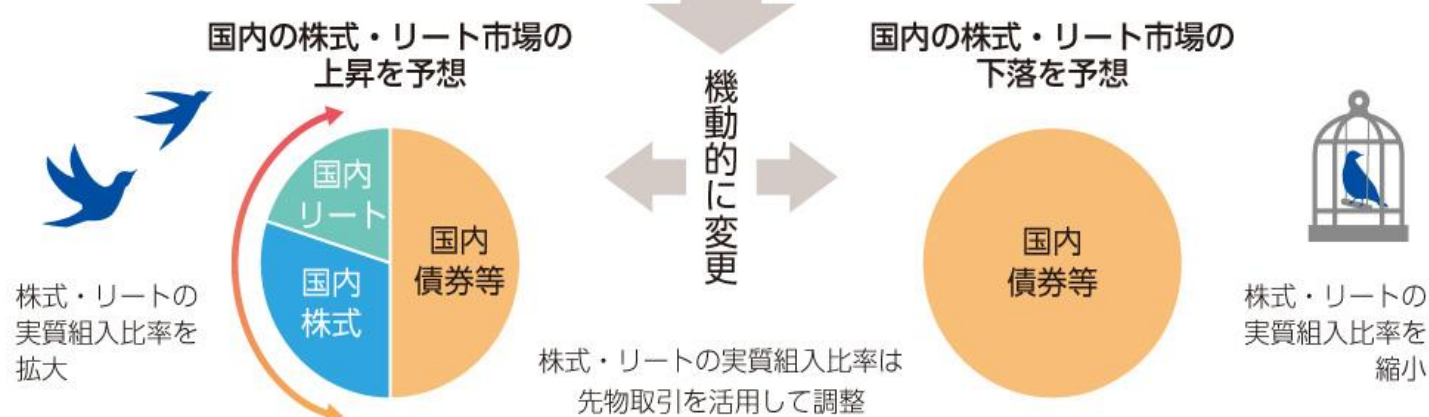 国内の株式・リート市場の
上昇を予想
国内
リート
国内
株式
国内
債券等
株式・リートの
実質組入比率を
拡大
機動的に変更
株式・リートの実質組入比率は
先物取引を活用して調整
国内の株式・リート市場の
下落を予想
国内
債券等
株式・リートの
実質組入比率を
縮小